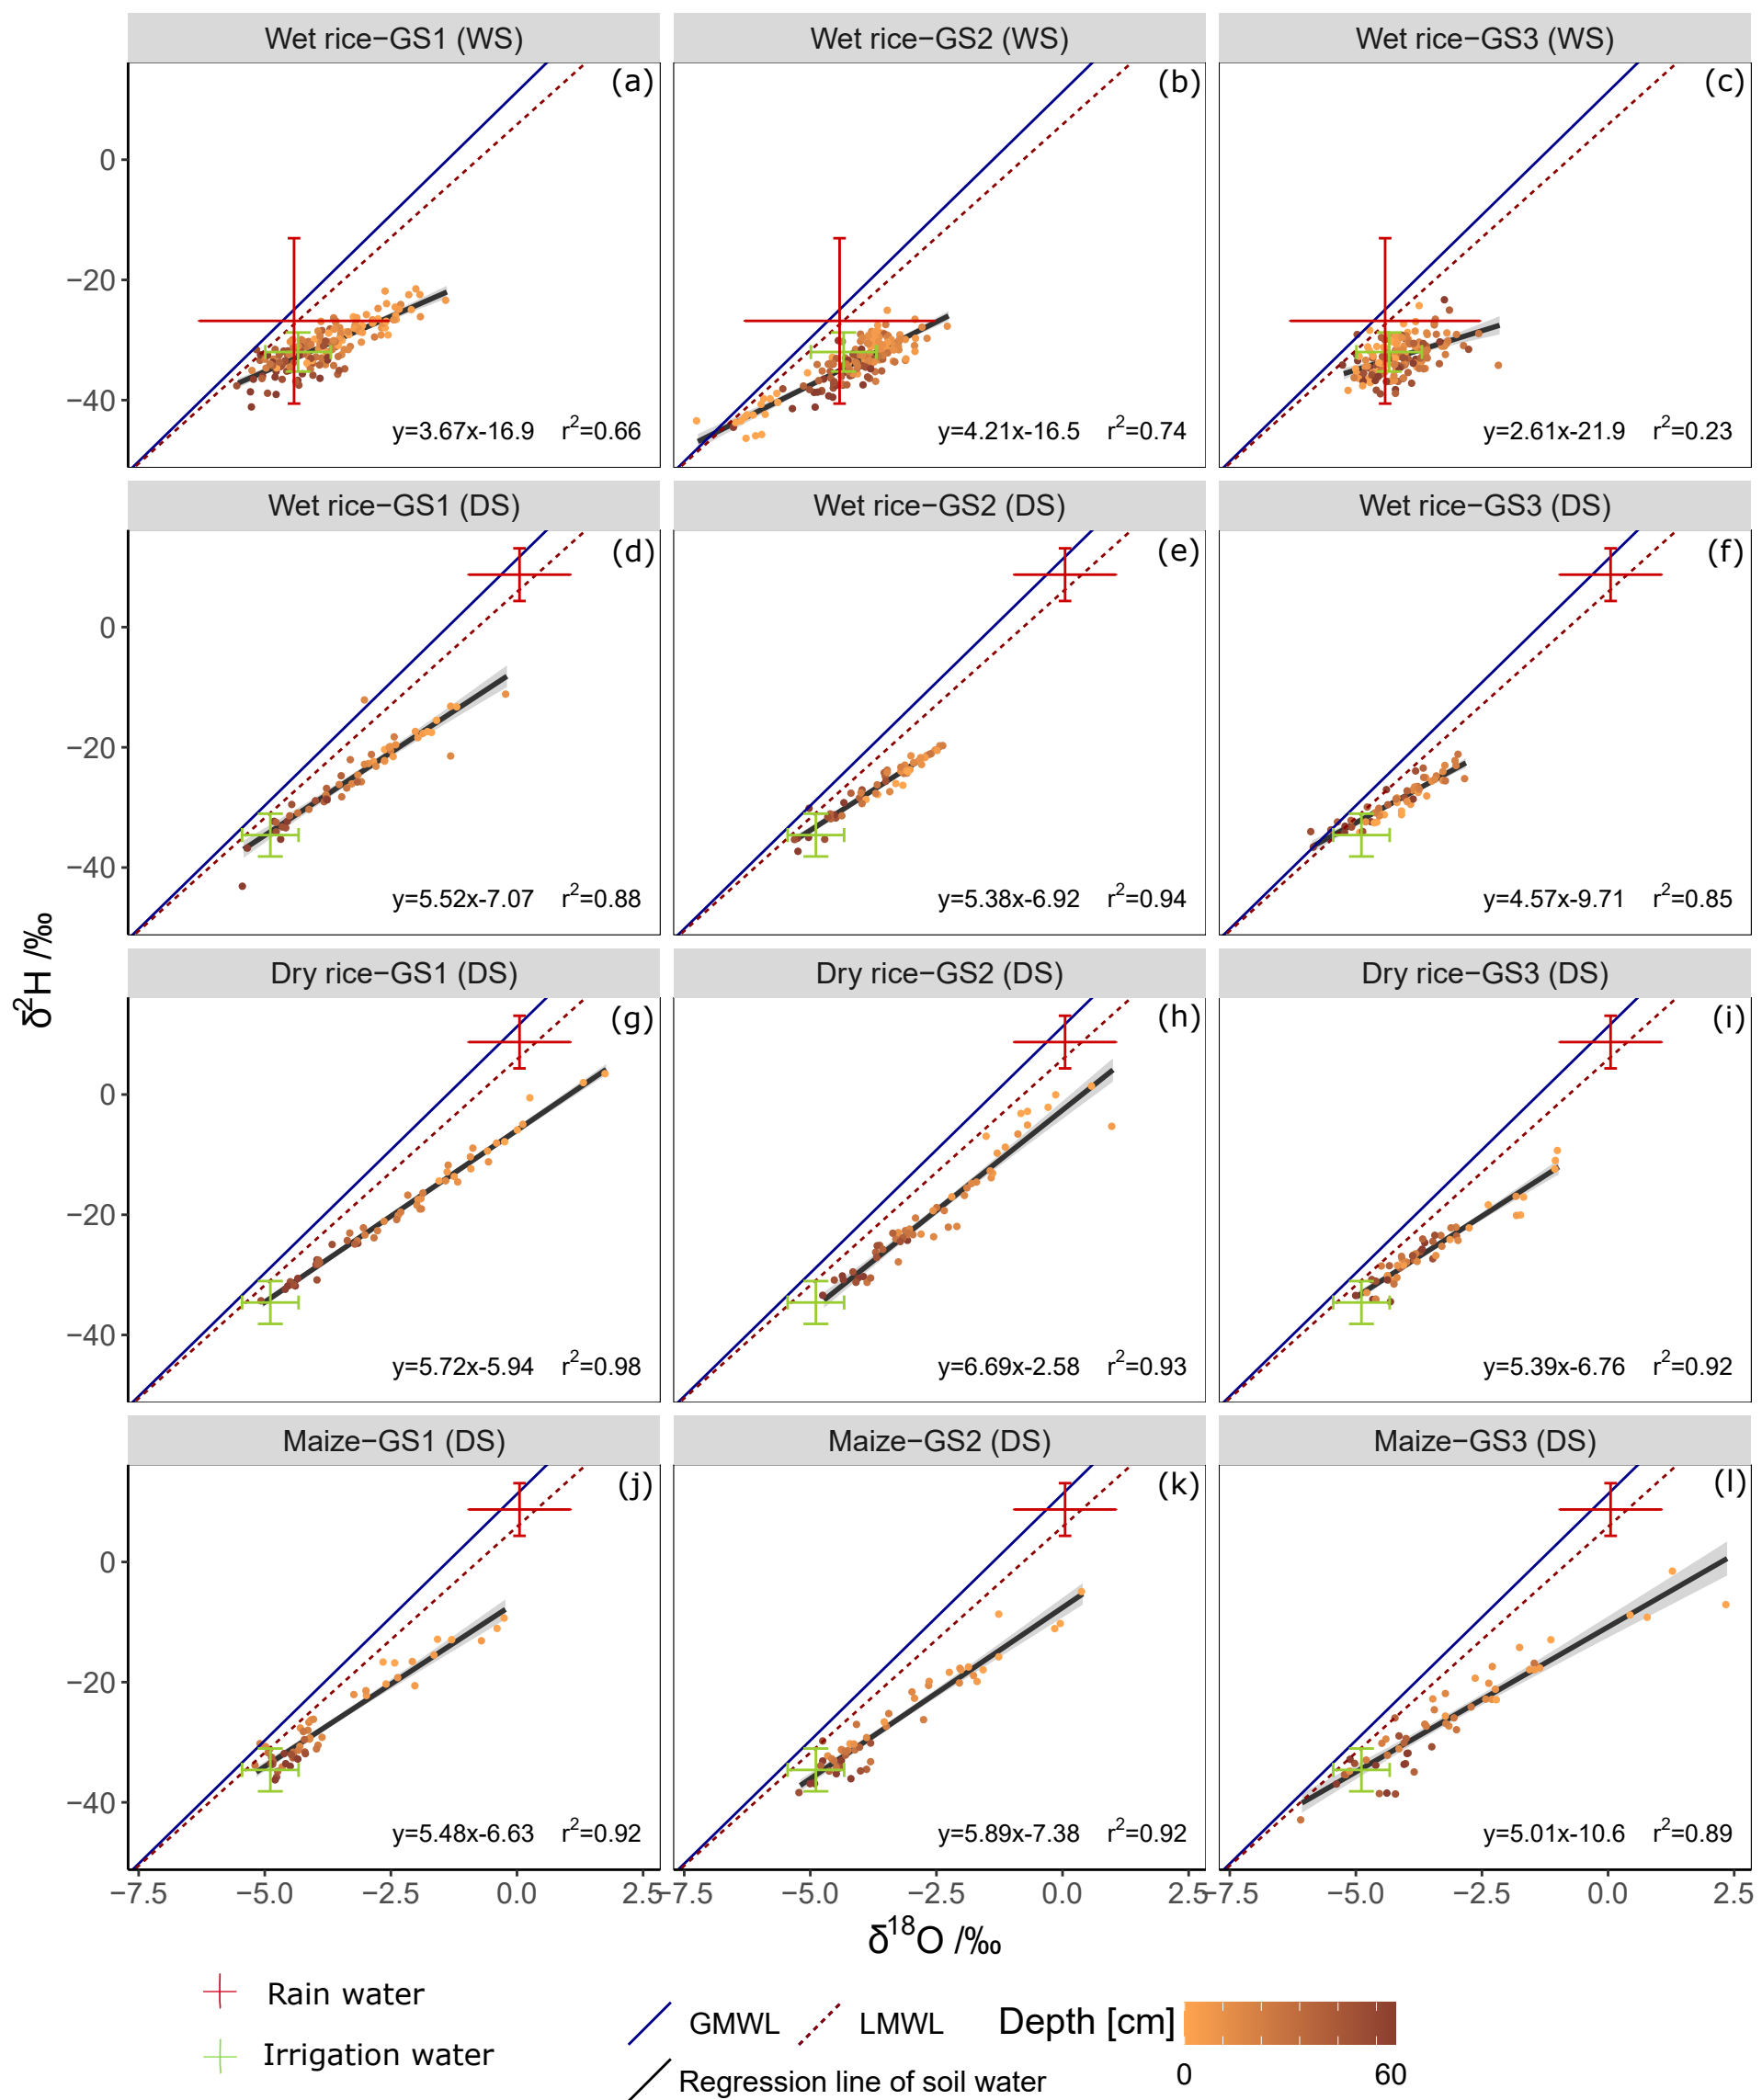 Wet rice−GS1 (WS) Wet rice−GS2 (WS) Wet rice−GS3 (WS)
(a) (b) (c)
0
−20
−40
y=3.67x-16.9 r²=0.66 y=4.21x-16.5 r²=0.74 y=2.61x-21.9 r²=0.23
Wet rice−GS1 (DS) Wet rice−GS2 (DS) Wet rice−GS3 (DS)
(d) (e) (f)
0
−20
−40
y=5.52x-7.07 r²=0.88 y=5.38x-6.92 r²=0.94 y=4.57x-9.71 r²=0.85
δ²H /‰
Dry rice−GS1 (DS) Dry rice−GS2 (DS) Dry rice−GS3 (DS)
(g) (h) (i)
0
−20
−40
y=5.72x-5.94 r²=0.98 y=6.69x-2.58 r²=0.93 y=5.39x-6.76 r²=0.92
Maize−GS1 (DS) Maize−GS2 (DS) Maize−GS3 (DS)
(j) (k) (l)
0
−20
−40
y=5.48x-6.63 r²=0.92 y=5.89x-7.38 r²=0.92 y=5.01x-10.6 r²=0.89
−7.5 −5.0 −2.5 0.0 2.5 −7.5 −5.0 −2.5 0.0 2.5 −7.5 −5.0 −2.5 0.0 2.5
δ¹⁸O /‰
Rain water
Irrigation water
GMWL LMWL
Regression line of soil water
Depth [cm]
0 60